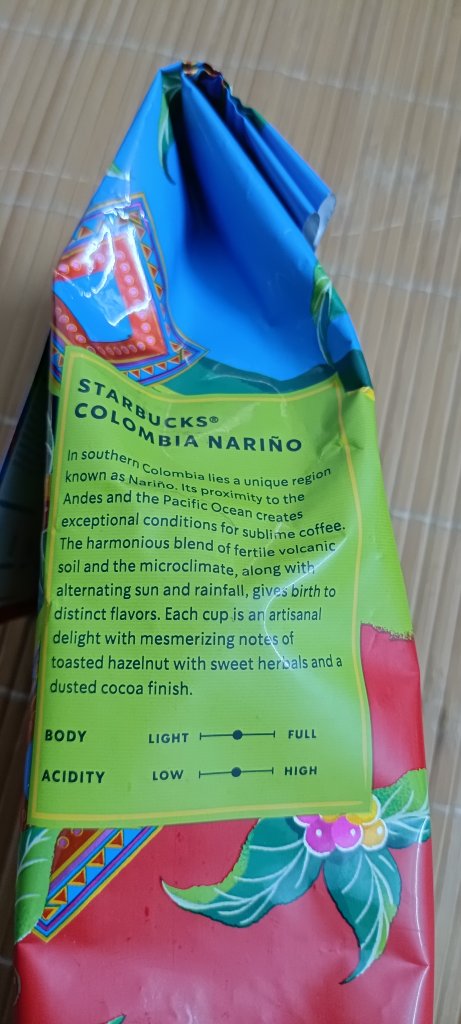 STARBUCKS®
COLOMBIA NARIÑO
In southern Colombia lies a unique region
known as Nariño. Its proximity to the
Andes and the Pacific Ocean creates
exceptional conditions for sublime coffee.
The harmonious blend of fertile volcanic
soil and the microclimate, along with
alternating sun and rainfall, gives birth to
distinct flavors. Each cup is an artisanal
delight with mesmerizing notes of
toasted hazelnut with sweet herbals and a
dusted cocoa finish.
BODY LIGHT FULL
ACIDITY LOW HIGH